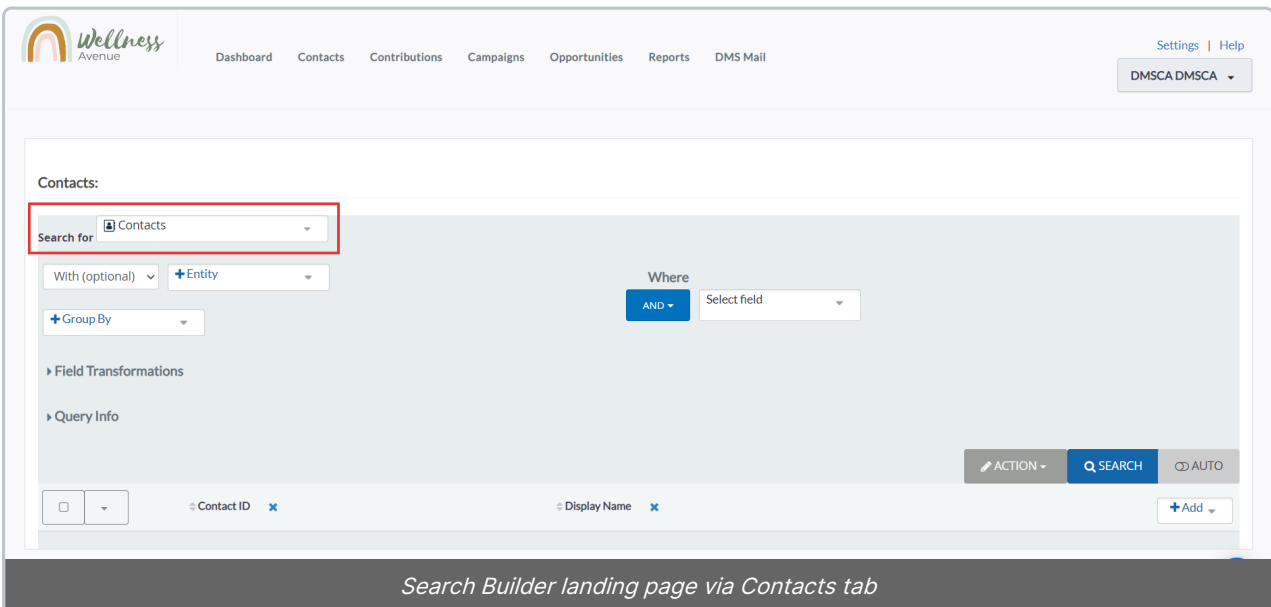 Wellness
Avenue
Dashboard Contacts Contributions Campaigns Opportunities Reports DMS Mail
Settings | Help
DMSCA DMSCA
Contacts:
Search for Contacts
With (optional) +Entity
Where
AND Select field
+Group By
Field Transformations
Query Info
ACTION SEARCH AUTO
Contact ID Display Name +Add
Search Builder landing page via Contacts tab